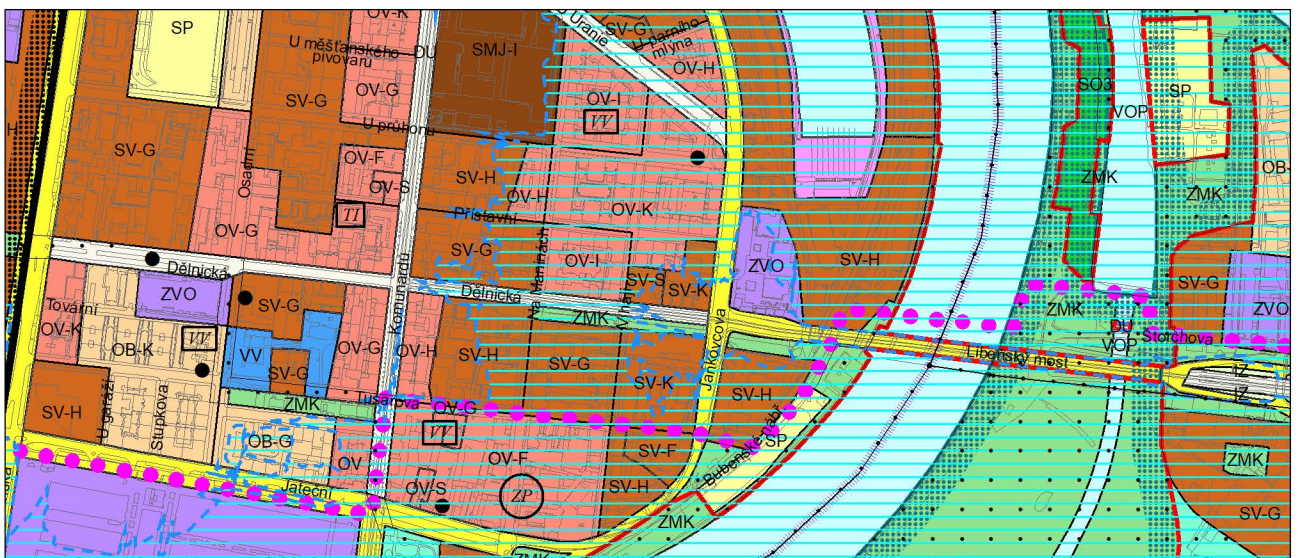 SP
OV-K
U Uranie
SV-G
U parního
mlýna
OV-H
SMJ-I
U měšťanského
pivovaru
DU
SV-G
OV-G
OV-I
VV
SO3
VOP
SP
H
SV-G
U průhonu
OV-F
OV-S
SV-H
OV-H
OV-K
ZMK
ZMK
OB-
Osadní
OV-G
TI
Přístavní
SV-G
Na Maninách
OV-I
SV-S
SV-K
ZVO
SV-H
Dělnická
ZVO
SV-G
Komunardů
Dělnická
ZMK
V háji
Jankovcova
ZMK
SV-G
ZVO
Tovární
OV-K
OB-K
VV
VV
SV-G
OV-G
OV-H
SV-H
SV-G
SV-K
SV-H
Libeňský most
DU
VOP
Štorchova
IZ
IZ
SV-H
U garáží
Stupkova
ZMK
Tusarova
OV-G
VV
OB-G
OV
OV-F
SV-F
SP
Bubenské nábř
ZMK
Jateční
OV-S
ZP
SV-H
ZMK
SV-G